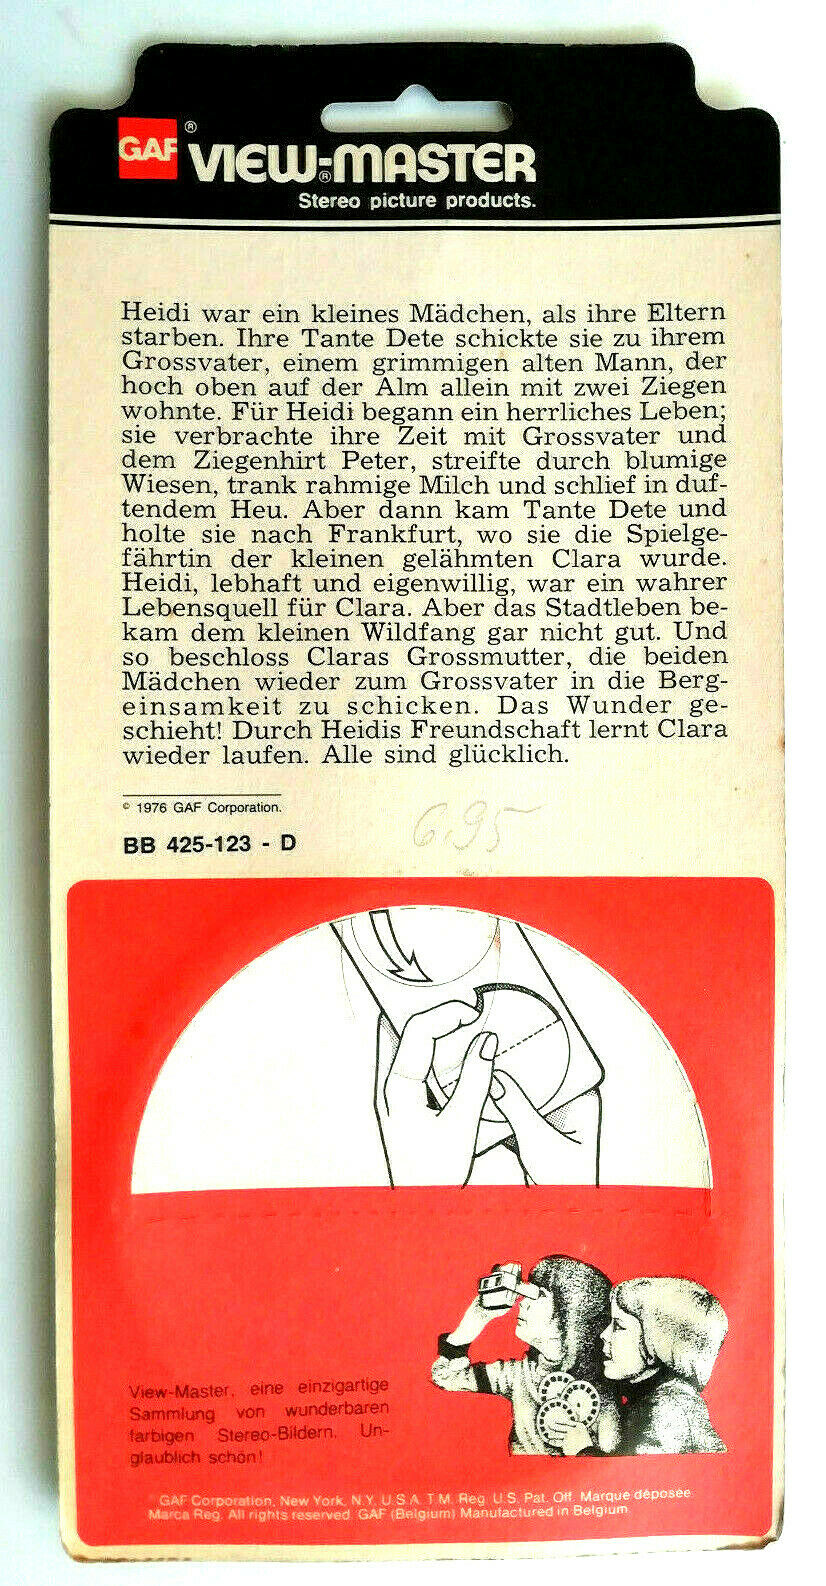 GAF® VIEW-MASTER®
Stereo picture products.
Heidi war ein kleines Mädchen, als ihre Eltern
starben. Ihre Tante Dete schickte sie zu ihrem
Grossvater, einem grimmigen alten Mann, der
hoch oben auf der Alm allein mit zwei Ziegen
wohnte. Für Heidi begann ein herrliches Leben;
sie verbrachte ihre Zeit mit Grossvater und
dem Ziegenhirt Peter, streifte durch blumige
Wiesen, trank rahmige Milch und schlief in duf-
tendem Heu. Aber dann kam Tante Dete und
holte sie nach Frankfurt, wo sie die Spielge-
fährtin der kleinen gelähmten Clara wurde.
Heidi, lebhaft und eigenwillig, war ein wahrer
Lebensquell für Clara. Aber das Stadtleben be-
kam dem kleinen Wildfang gar nicht gut. Und
so beschloss Claras Grossmutter, die beiden
Mädchen wieder zum Grossvater in die Berg-
einsamkeit zu schicken. Das Wunder ge-
schieht! Durch Heidis Freundschaft lernt Clara
wieder laufen. Alle sind glücklich.
© 1976 GAF Corporation.
6.95
BB 425-123 - D
View-Master, eine einzigartige
Sammlung von wunderbaren
farbigen Stereo-Bildern. Un-
glaublich schön!
GAF Corporation, New York, N.Y. U.S.A. T.M. Reg. U.S. Pat. Off. Marque déposée
Marca Reg. All rights reserved. GAF (Belgium) Manufactured in Belgium